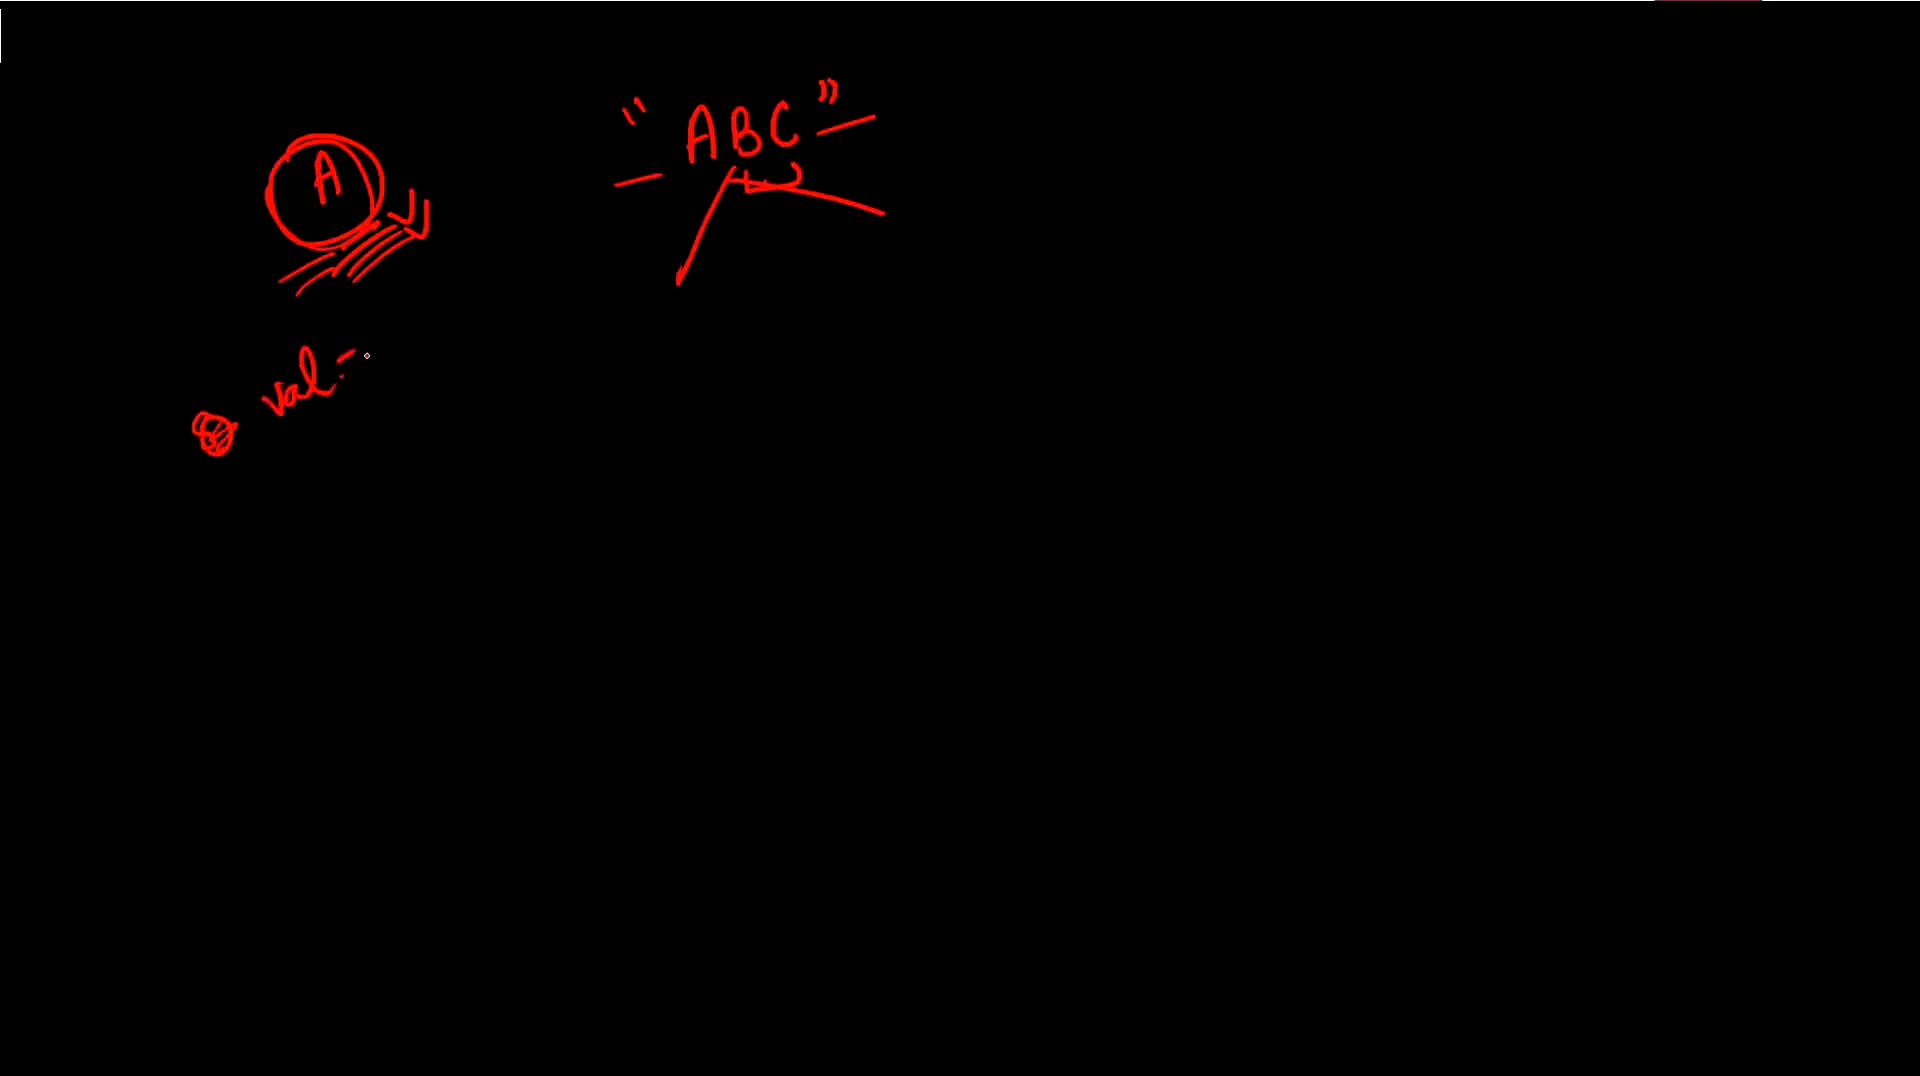 “ABC”
A
val:-